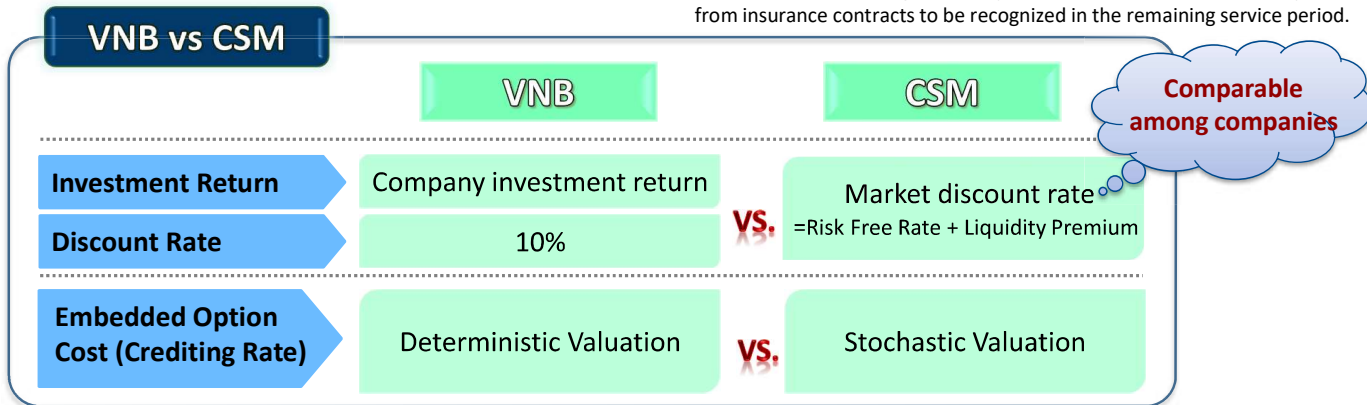 from insurance contracts to be recognized in the remaining service period.
VNB vs CSM
VNB
CSM
Comparable
among companies
Investment Return
Company investment return
Discount Rate
10%
vs.
Market discount rate
=Risk Free Rate + Liquidity Premium
Embedded Option
Cost (Crediting Rate)
Deterministic Valuation
vs.
Stochastic Valuation